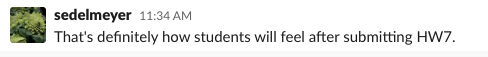 sedelmeyer 11:34 AM
That's definitely how students will feel after submitting HW7.